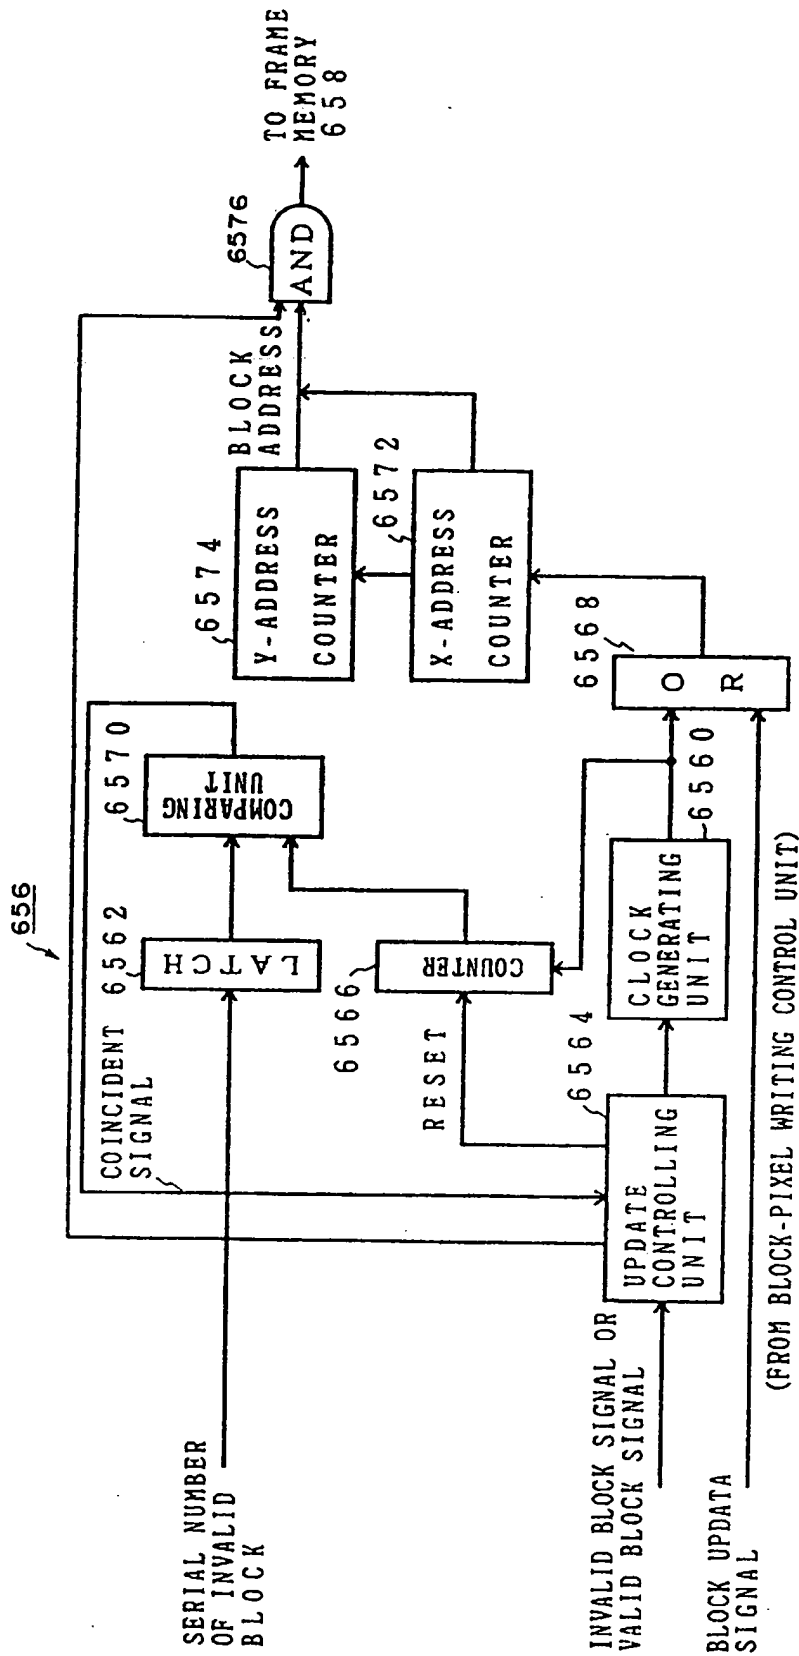 656
TO FRAME
MEMORY
658
6576
AND
BLOCK
ADDRESS
6574
Y-ADDRESS
COUNTER
6572
X-ADDRESS
COUNTER
6568
OR
6570
COMPARING
UNIT
6562
LATCH
6566
COUNTER
6560
CLOCK
GENERATING
UNIT
COINCIDENT
SIGNAL
RESET
6564
UPDATE
CONTROLLING
UNIT
SERIAL NUMBER
OF INVALID
BLOCK
INVALID BLOCK SIGNAL OR
VALID BLOCK SIGNAL
BLOCK UPDATA
SIGNAL
(FROM BLOCK-PIXEL WRITING CONTROL UNIT)